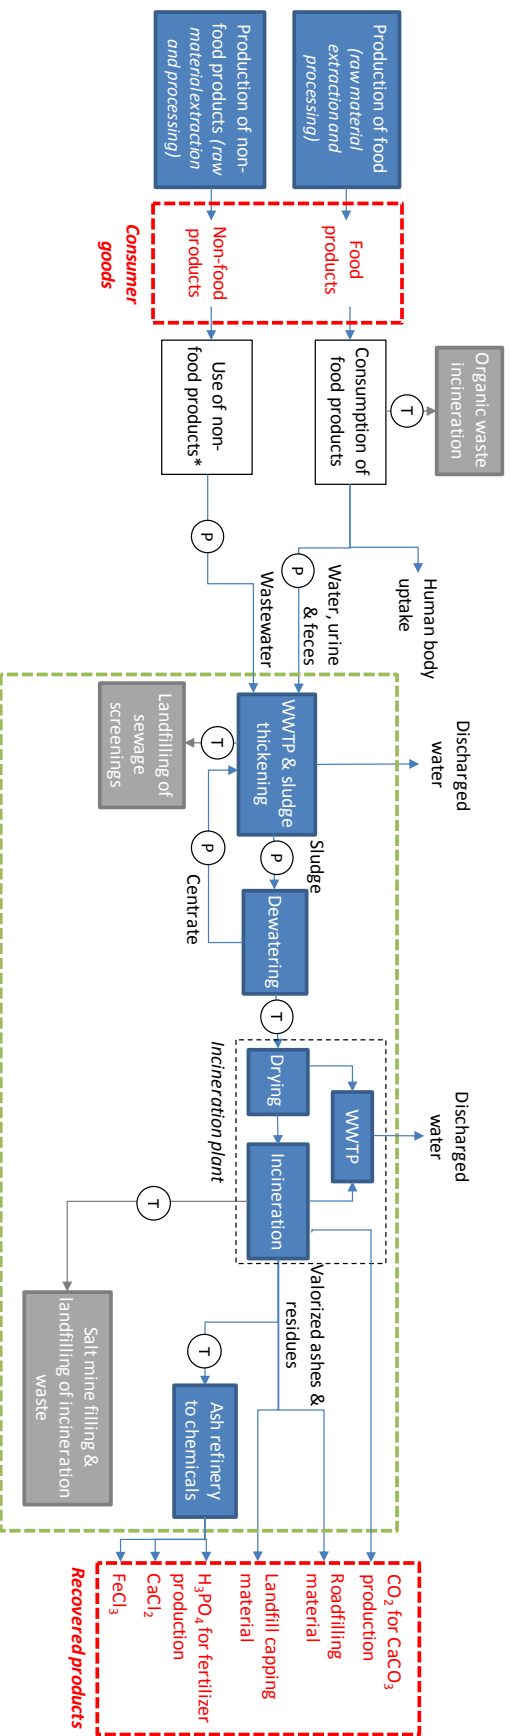 Production of food
(raw material
extraction and
processing)
Production of non-
food products (raw
material extraction
and processing)
Food
products
Non-food
products
Consumer
goods
Organic waste
incineration
T
Consumption of
food products
Use of non-
food products*
Human body
uptake
P
Water, urine
& feces
P
Wastewater
Discharged
water
WWTP & sludge
thickening
T
Landfilling of
sewage
screenings
Sludge
P
P
Centrate
Dewatering
T
Discharged
water
WWTP
Drying
Incineration
Incineration plant
T
Salt mine filling &
landfilling of incineration
waste
Valorized ashes &
residues
T
Ash refinery
to chemicals
CO₂ for CaCO₃
production
Roadfilling
material
Landfill capping
material
H₃PO₄ for fertilizer
production
CaCl₂
FeCl₃
Recovered products